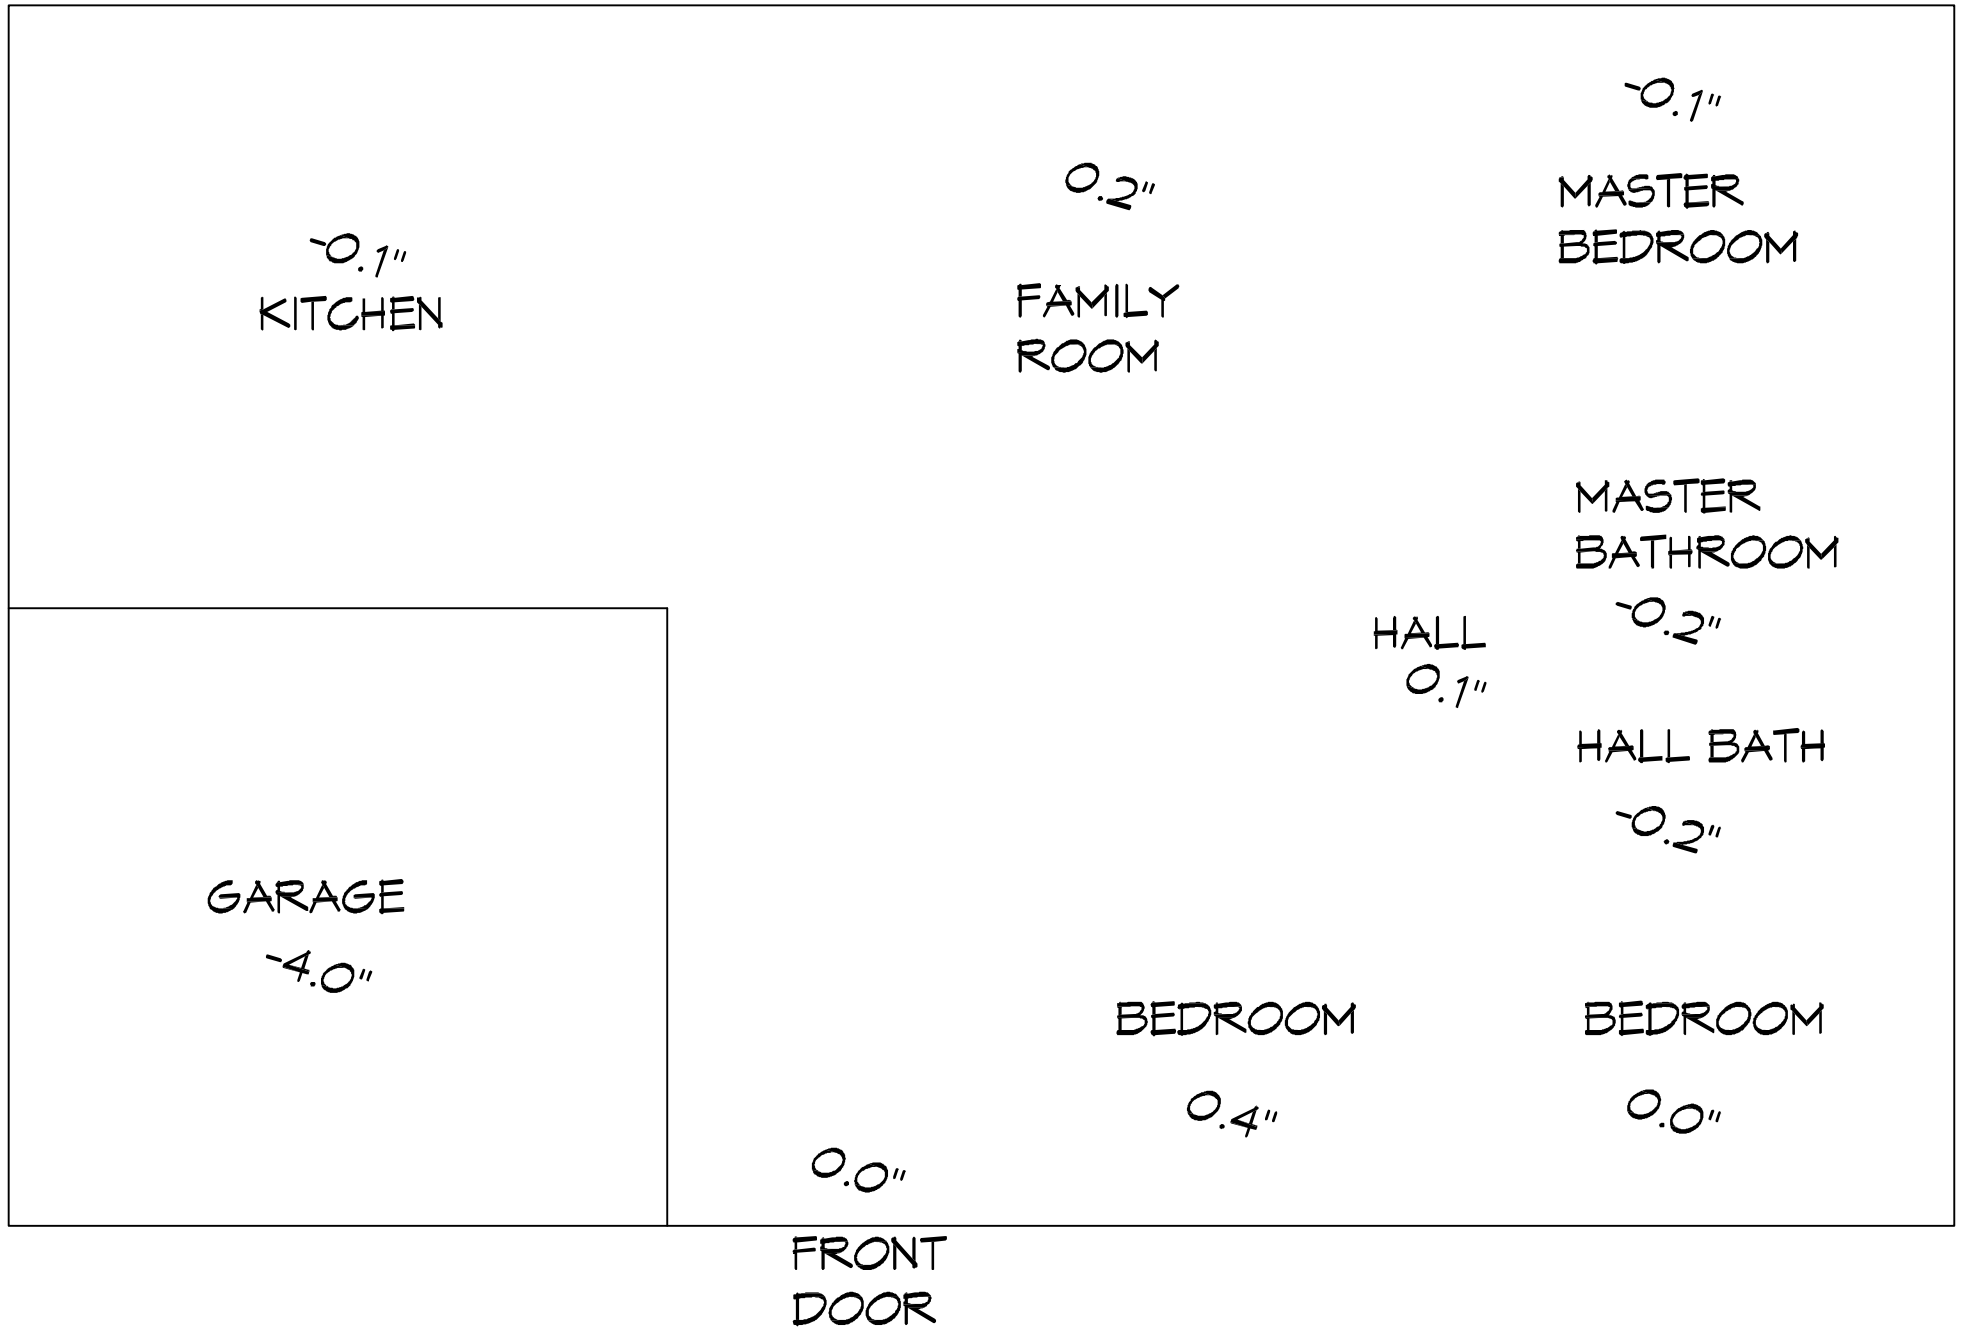 -0.1"
MASTER
BEDROOM
0.2"
FAMILY
ROOM
-0.1"
KITCHEN
MASTER
BATHROOM
-0.2"
HALL
0.1"
HALL BATH
-0.2"
GARAGE
-4.0"
BEDROOM
0.4"
BEDROOM
0.0"
0.0"
FRONT
DOOR